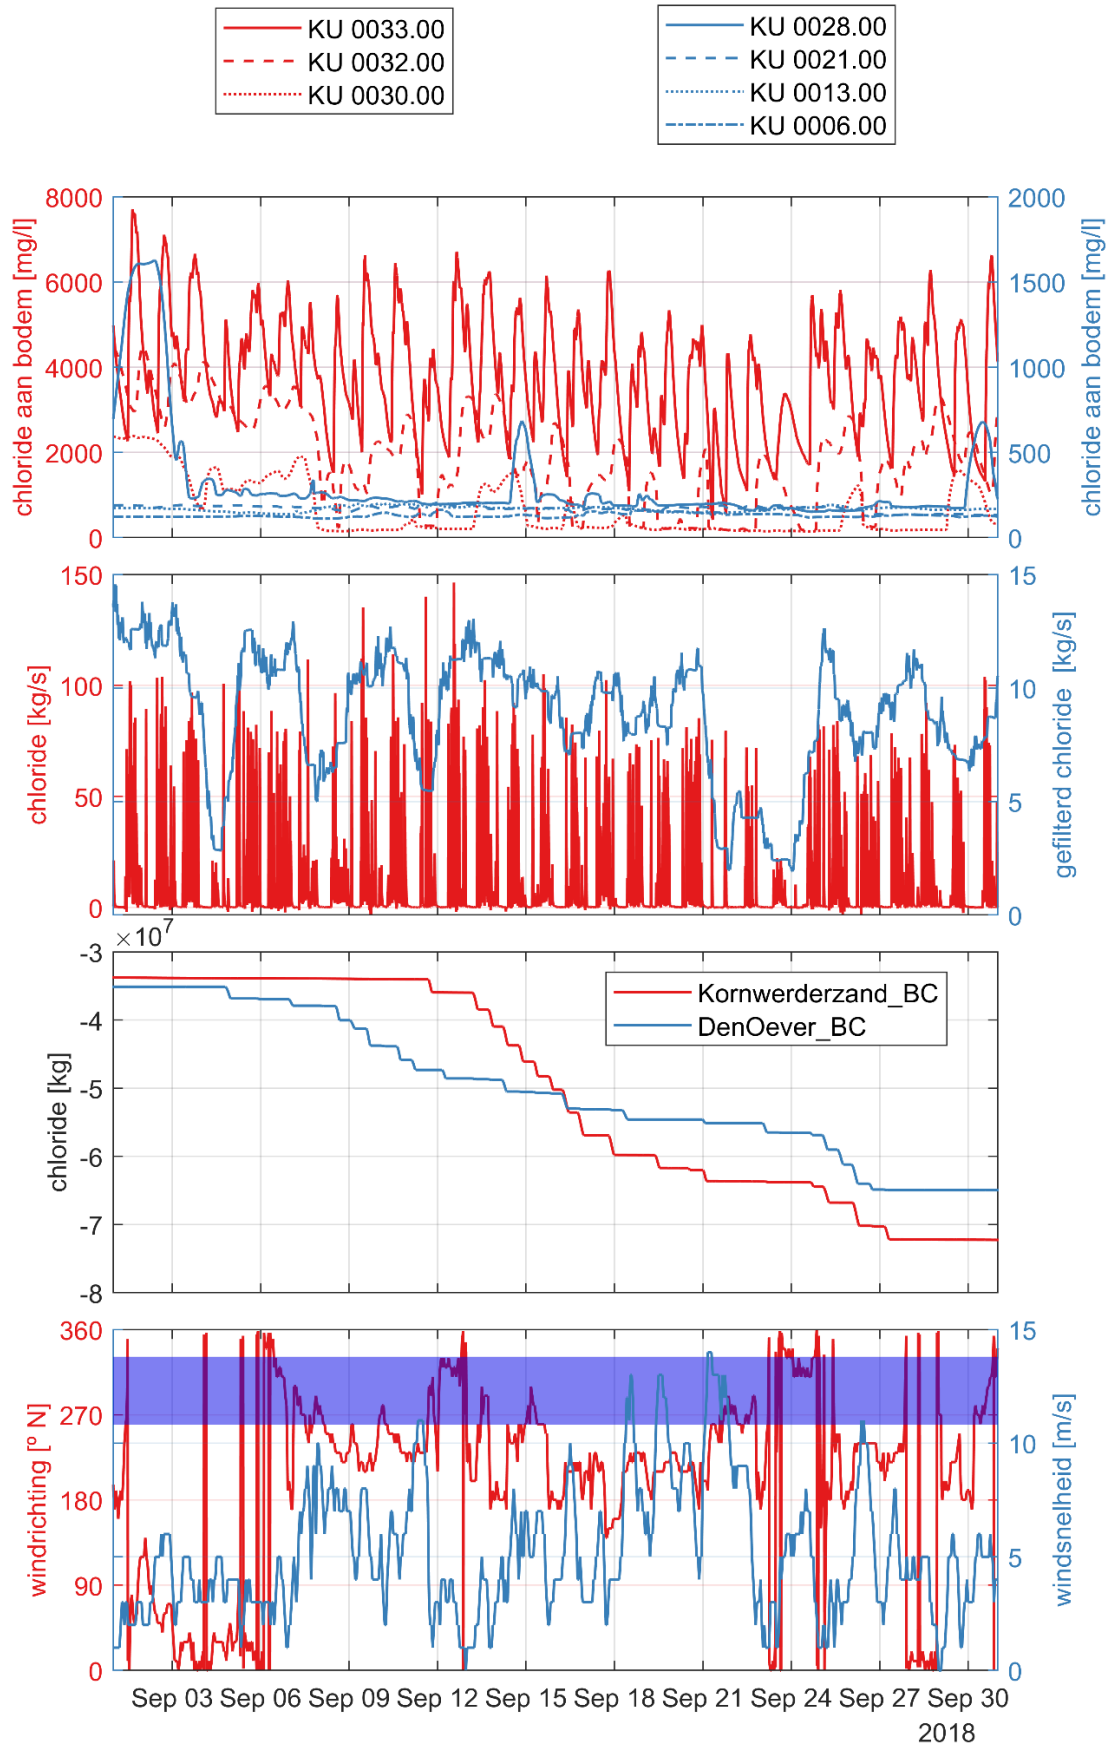 KU 0033.00
KU 0032.00
KU 0030.00
KU 0028.00
KU 0021.00
KU 0013.00
KU 0006.00
chloride aan bodem [mg/l]
8000
6000
4000
2000
0
2000
1500
1000
500
0
chloride aan bodem [mg/l]
chloride [kg/s]
150
100
50
0
15
10
5
0
gefilterd chloride [kg/s]
×10⁷
chloride [kg]
-3
-4
-5
-6
-7
-8
Kornwerderzand_BC
DenOever_BC
windrichting [º N]
360
270
180
90
0
15
10
5
0
windsnelheid [m/s]
Sep 03 Sep 06 Sep 09 Sep 12 Sep 15 Sep 18 Sep 21 Sep 24 Sep 27 Sep 30
2018